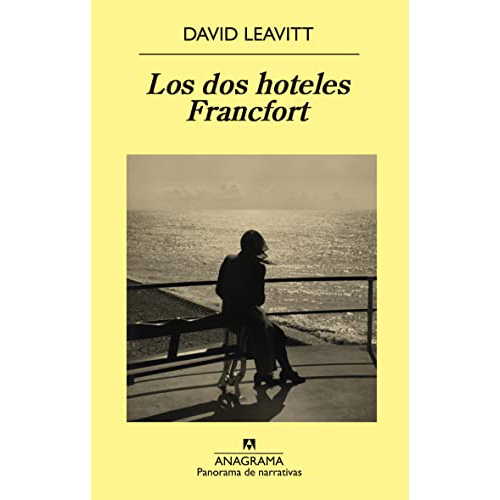 DAVID LEAVITT
Los dos hoteles
Francfort
ANAGRAMA
Panorama de narrativas